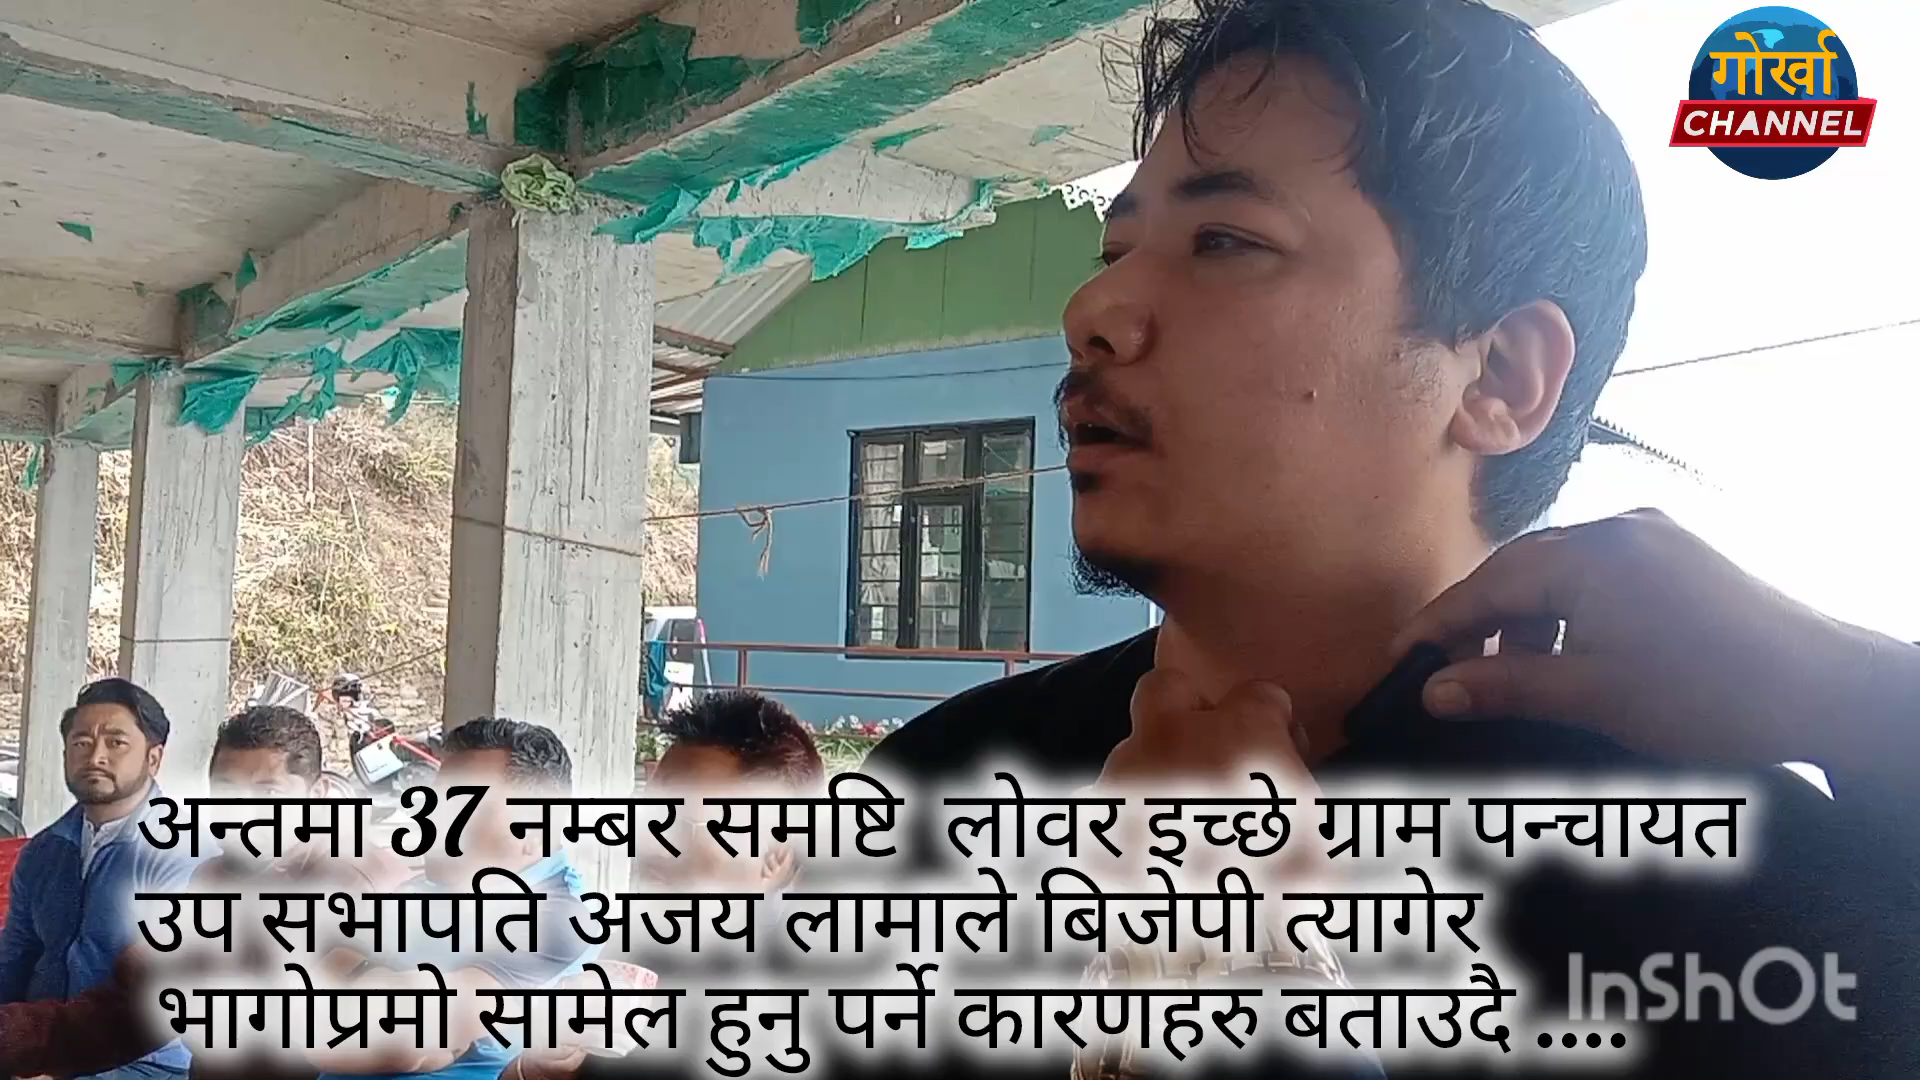 गोर्खा
CHANNEL
अन्तमा 37 नम्बर समष्टि लोवर इच्छे ग्राम पन्चायत
उप सभापति अजय लामाले बिजेपी त्यागेर
भागोप्रमो सामेल हुनु पर्ने कारणहरु बताउदै ....
InShOt